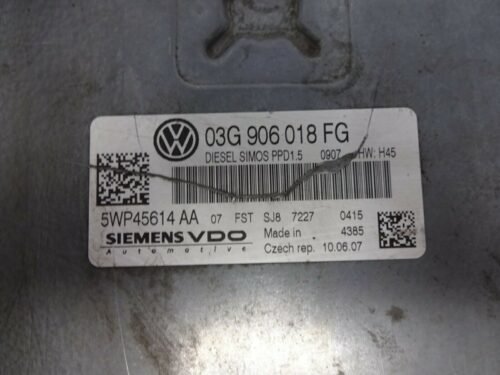 03G 906 018 FG
DIESEL SIMOS PPD1.5 0907 HW: H45
5WP45614 AA 07 FST SJ8 7227 0415
SIEMENS VDO Made in 4385
Automotive Czech rep. 10.06.07